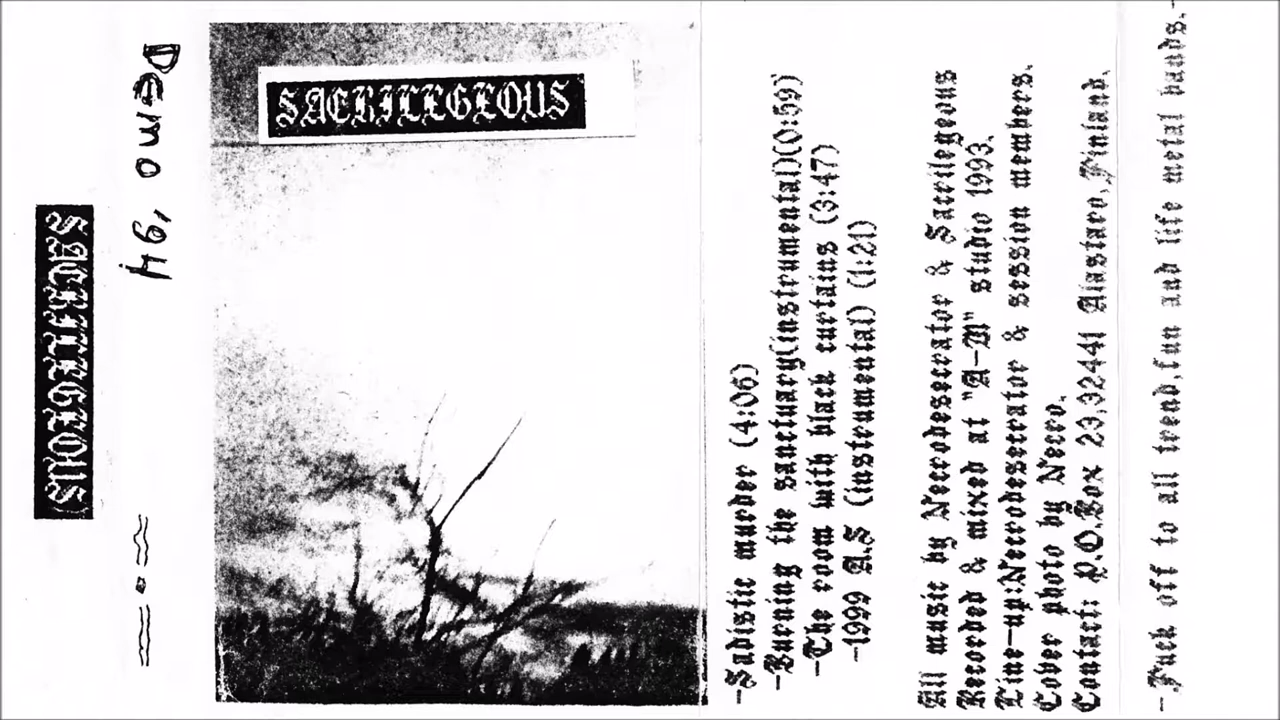 SACRILEGEOUS
Demo '94
SACRILEGEOUS
-Sadistic murder (4:06)
-Burning the sanctuary(instrumental)(0:59)
-The room with black curtains (3:47)
-1999 A.S (instrumental) (1:21)
All music by Necrodesecrator & Sacrilegeous
Recorded & mixed at "A-M" studio 1993.
Line-up:Necrodesecrator & session members.
Cover photo by Necro.
Contact: P.O.Box 23,32441 Alastaro,Finland.
-Fuck off to all trend,fun and life metal bands.-